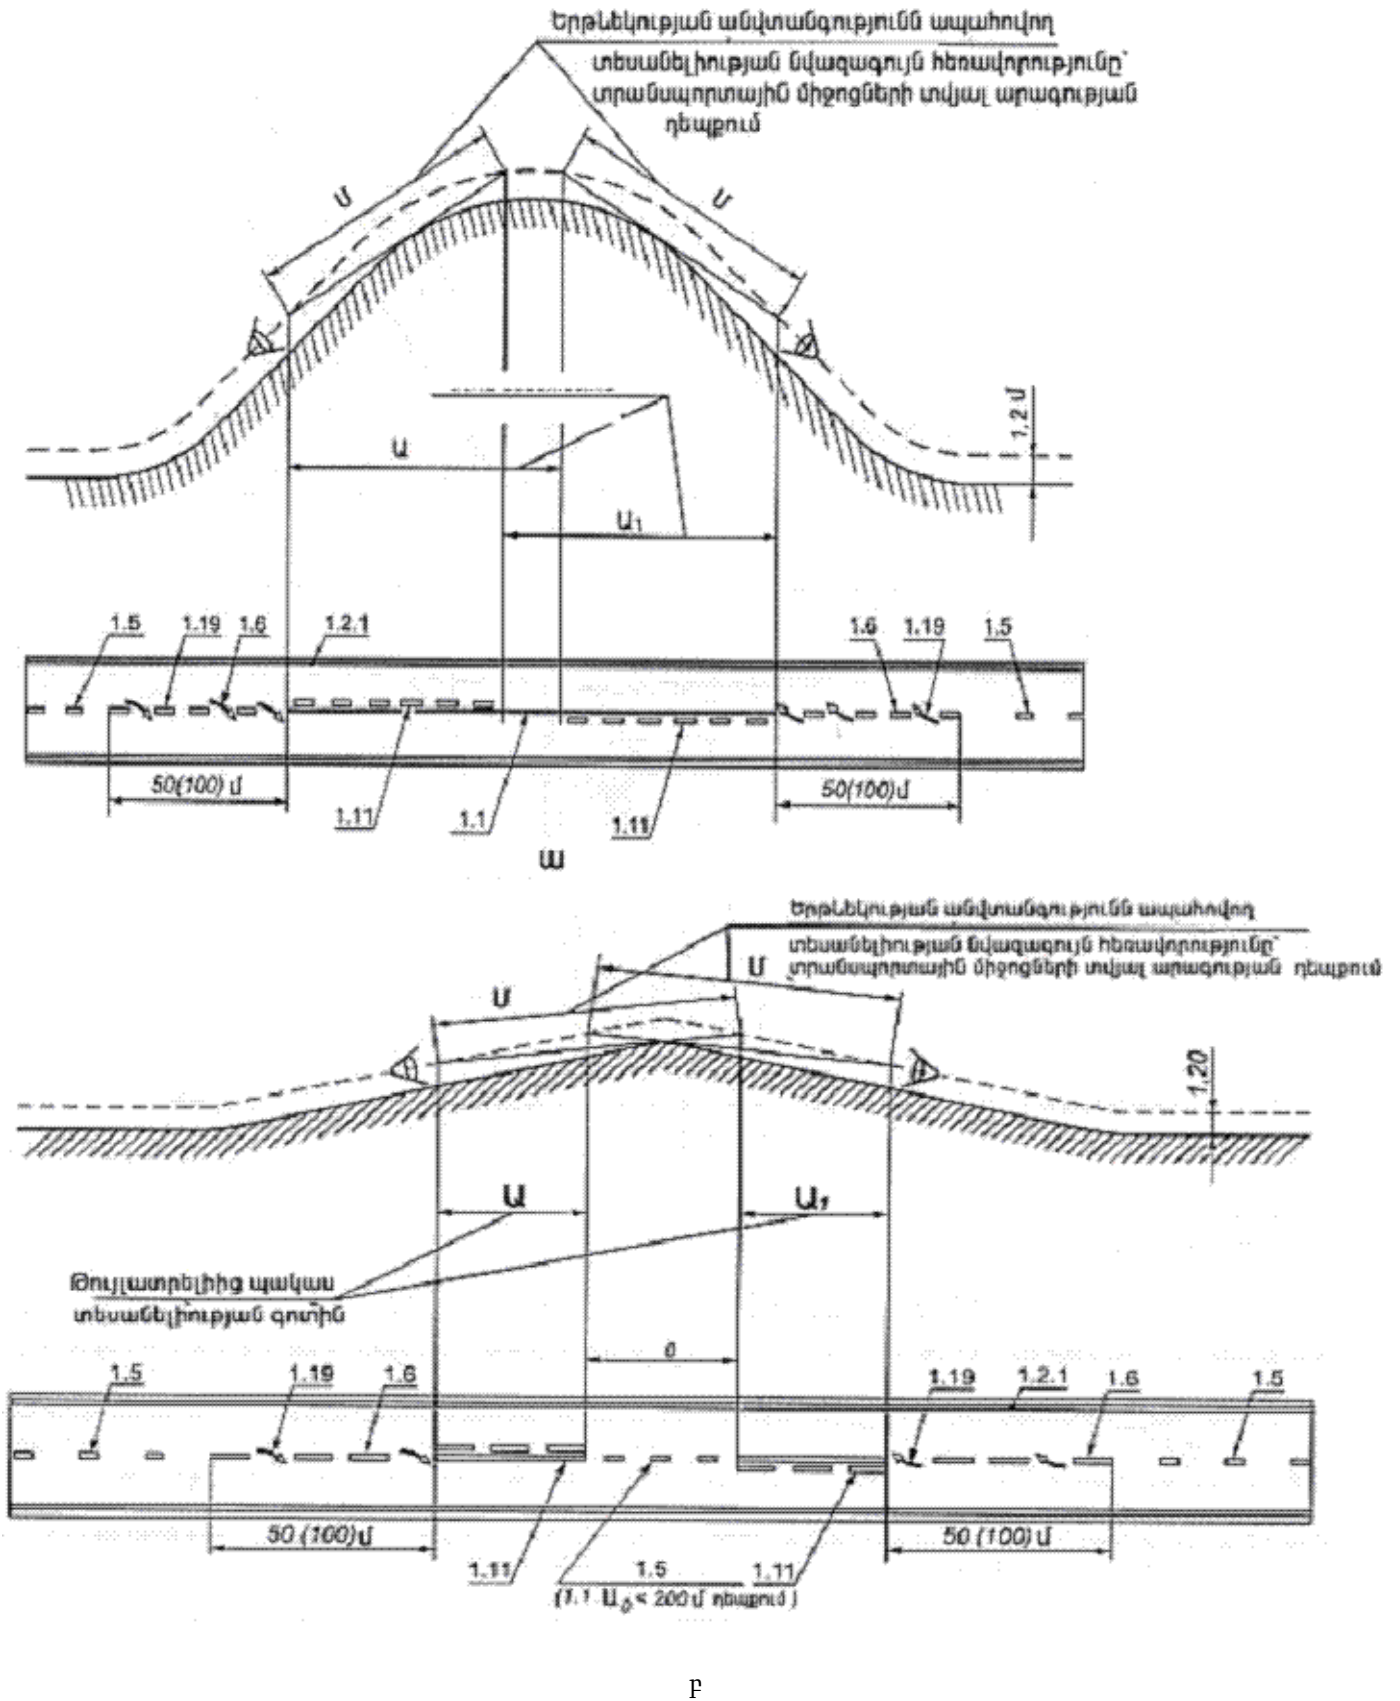 Երթևեկության անվտանգությունն ապահովող
տեսանելիության նվազագույն հեռավորությունը՝
տրանսպորտային միջոցների տվյալ արագության
դեպքում
Մ
Մ
1,2 մ
Ա
Ա1
1.5
1.19
1.6
1.2.1
1.6
1.19
1.5
50(100) մ
50(100) մ
1.11
1.1
1.11
ա
Երթևեկության անվտանգությունն ապահովող
տեսանելիության նվազագույն հեռավորությունը՝
տրանսպորտային միջոցների տվյալ արագության դեպքում
Մ
Մ
1.20
Ա
Ա1
Թույլատրելիից պակաս
տեսանելիության գոտին
1.5
1.19
1.6
1.19
1.2.1
1.6
1.5
50 (100) մ
50 (100) մ
1.11
1.5
1.11
(1.1 < 200 մ դեպքում)
բ